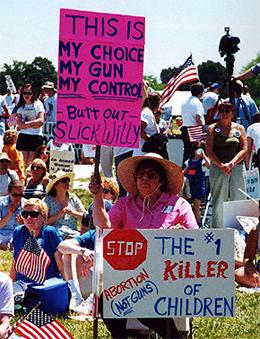 THIS IS
MY CHOICE
MY GUN
MY CONTROL
BUTT OUT-
SLICK WILLY
STOP
ABORTION
(NOT GUNS)
THE #1
KILLER
OF CHILDREN